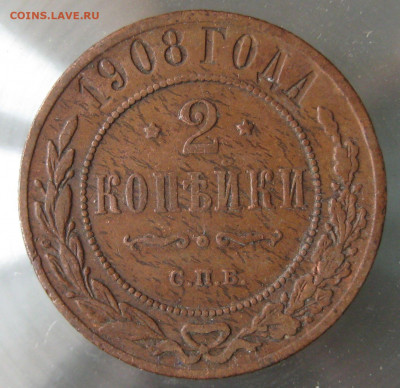 COINS.LAVE.RU
1908 ГОДА
2
КОПѢЙКИ
С.П.Б.